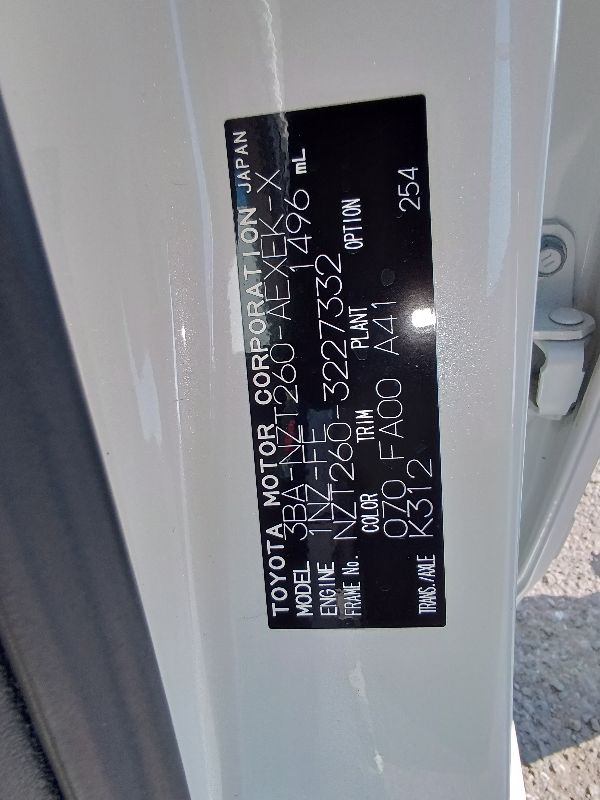 TOYOTA MOTOR CORPORATION JAPAN
MODEL 3BA-NZT260-AEXEK-X
ENGINE 1NZ-FE 1496 mL
FRAME No. NZT260-3227332
COLOR TRIM PLANT OPTION
070 FA00 A41 254
TRANS./AXLE K312